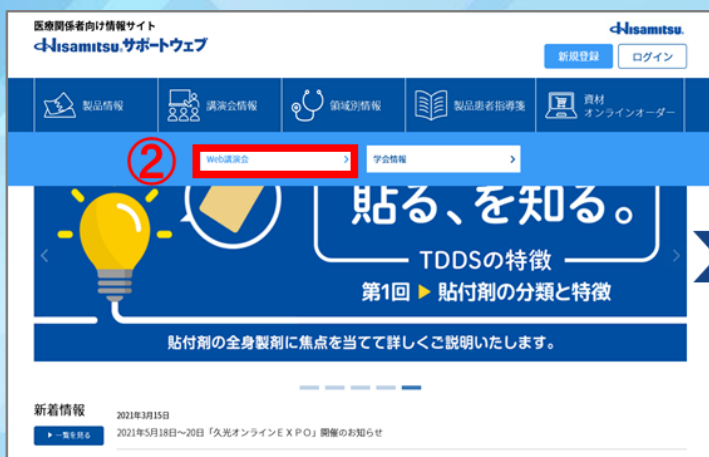 医療関係者向け情報サイト
Hisamitsu.サポートウェブ
Hisamitsu.
新規登録
ログイン
製品情報
講演会情報
領域別情報
製品患者指導箋
資材
オンラインオーダー
②
Web講演会
学会情報
貼る、を知る。
TDDSの特徴
第1回 ▶ 貼付剤の分類と特徴
貼付剤の全身製剤に焦点を当てて詳しくご説明いたします。
新着情報
2021年3月15日
▶ 一覧を見る
2021年5月18日～20日「久光オンラインEXPO」開催のお知らせ